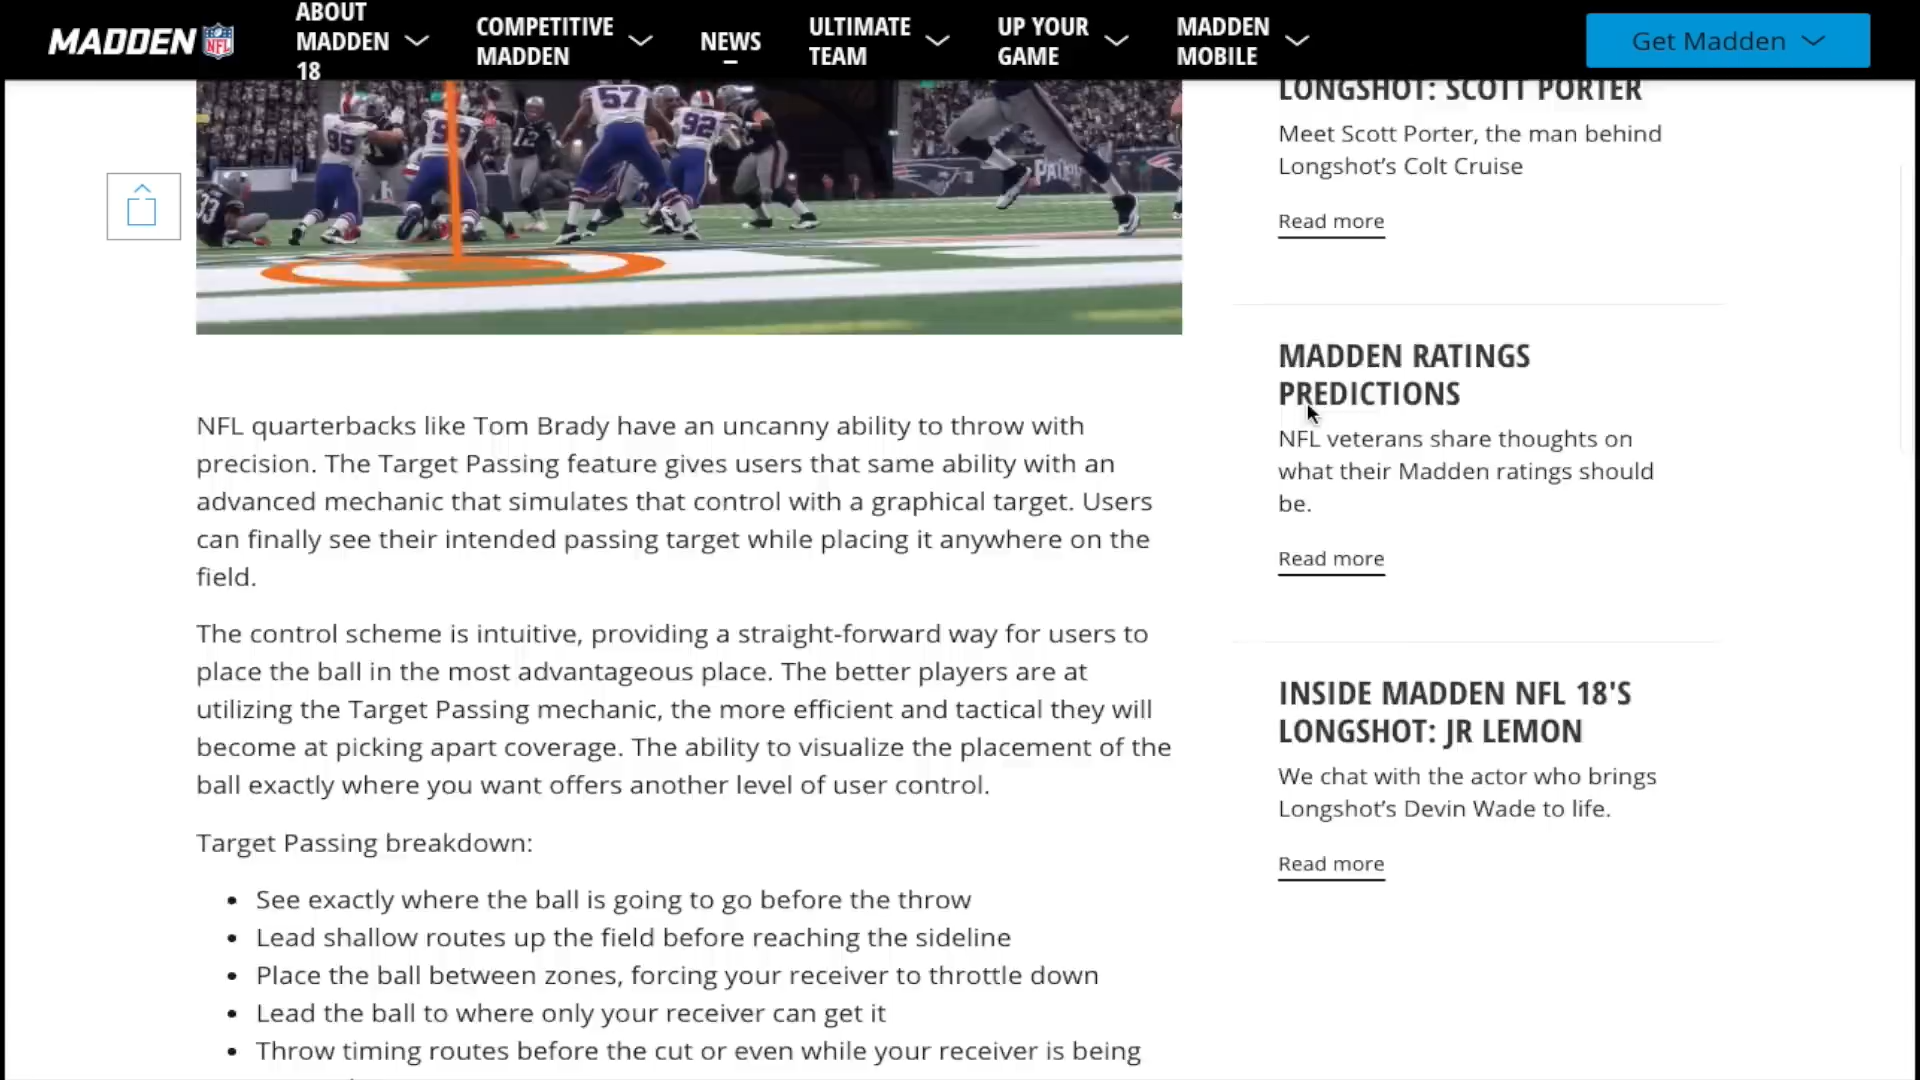 MADDEN NFL
ABOUT
MADDEN
18
COMPETITIVE
MADDEN
NEWS
ULTIMATE
TEAM
UP YOUR
GAME
MADDEN
MOBILE
Get Madden
57
95
99
92
12
33
NFL quarterbacks like Tom Brady have an uncanny ability to throw with
precision. The Target Passing feature gives users that same ability with an
advanced mechanic that simulates that control with a graphical target. Users
can finally see their intended passing target while placing it anywhere on the
field.
The control scheme is intuitive, providing a straight-forward way for users to
place the ball in the most advantageous place. The better players are at
utilizing the Target Passing mechanic, the more efficient and tactical they will
become at picking apart coverage. The ability to visualize the placement of the
ball exactly where you want offers another level of user control.
Target Passing breakdown:
• See exactly where the ball is going to go before the throw
• Lead shallow routes up the field before reaching the sideline
• Place the ball between zones, forcing your receiver to throttle down
• Lead the ball to where only your receiver can get it
• Throw timing routes before the cut or even while your receiver is being
LONGSHOT: SCOTT PORTER
Meet Scott Porter, the man behind
Longshot’s Colt Cruise
Read more
MADDEN RATINGS
PREDICTIONS
NFL veterans share thoughts on
what their Madden ratings should
be.
Read more
INSIDE MADDEN NFL 18'S
LONGSHOT: JR LEMON
We chat with the actor who brings
Longshot’s Devin Wade to life.
Read more